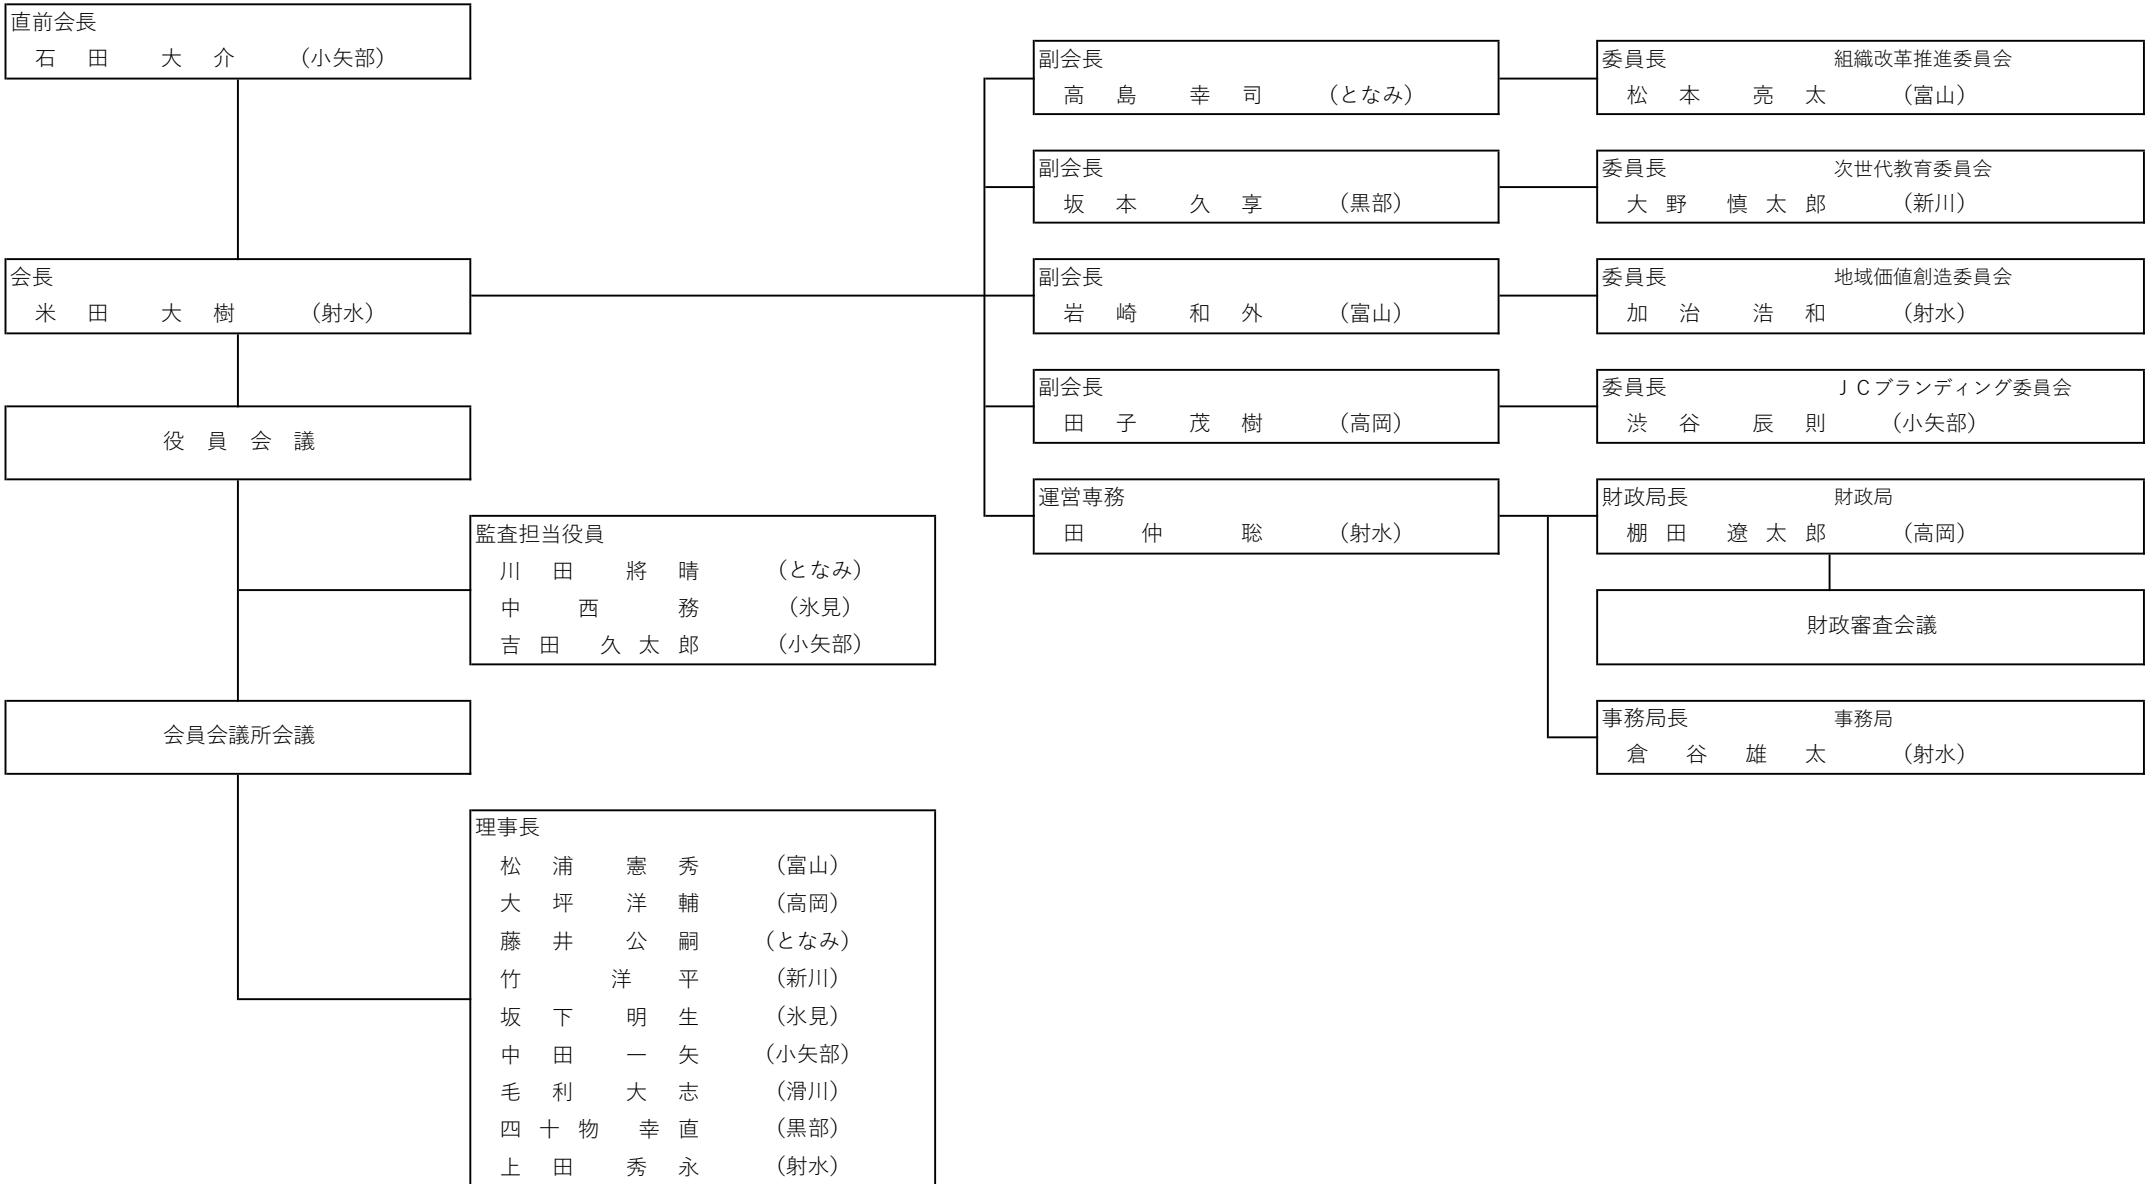 直前会長
石田 大介 (小矢部)
会長
米田 大樹 (射水)
役員会議
監査担当役員
川田 將晴 (となみ)
中西 務 (氷見)
吉田 久太郎 (小矢部)
会員会議所会議
理事長
松浦 憲秀 (富山)
大坪 洋輔 (高岡)
藤井 公嗣 (となみ)
竹 洋平 (新川)
坂下 明生 (氷見)
中田 一矢 (小矢部)
毛利 大志 (滑川)
四十物 幸直 (黒部)
上田 秀永 (射水)
副会長
高島 幸司 (となみ)
委員長 組織改革推進委員会
松本 亮太 (富山)
副会長
坂本 久享 (黒部)
委員長 次世代教育委員会
大野 慎太郎 (新川)
副会長
岩崎 和外 (富山)
委員長 地域価値創造委員会
加治 浩和 (射水)
副会長
田子 茂樹 (高岡)
委員長 ＪＣブランディング委員会
渋谷 辰則 (小矢部)
運営専務
田仲 聡 (射水)
財政局長 財政局
棚田 遼太郎 (高岡)
財政審査会議
事務局長 事務局
倉谷 雄太 (射水)